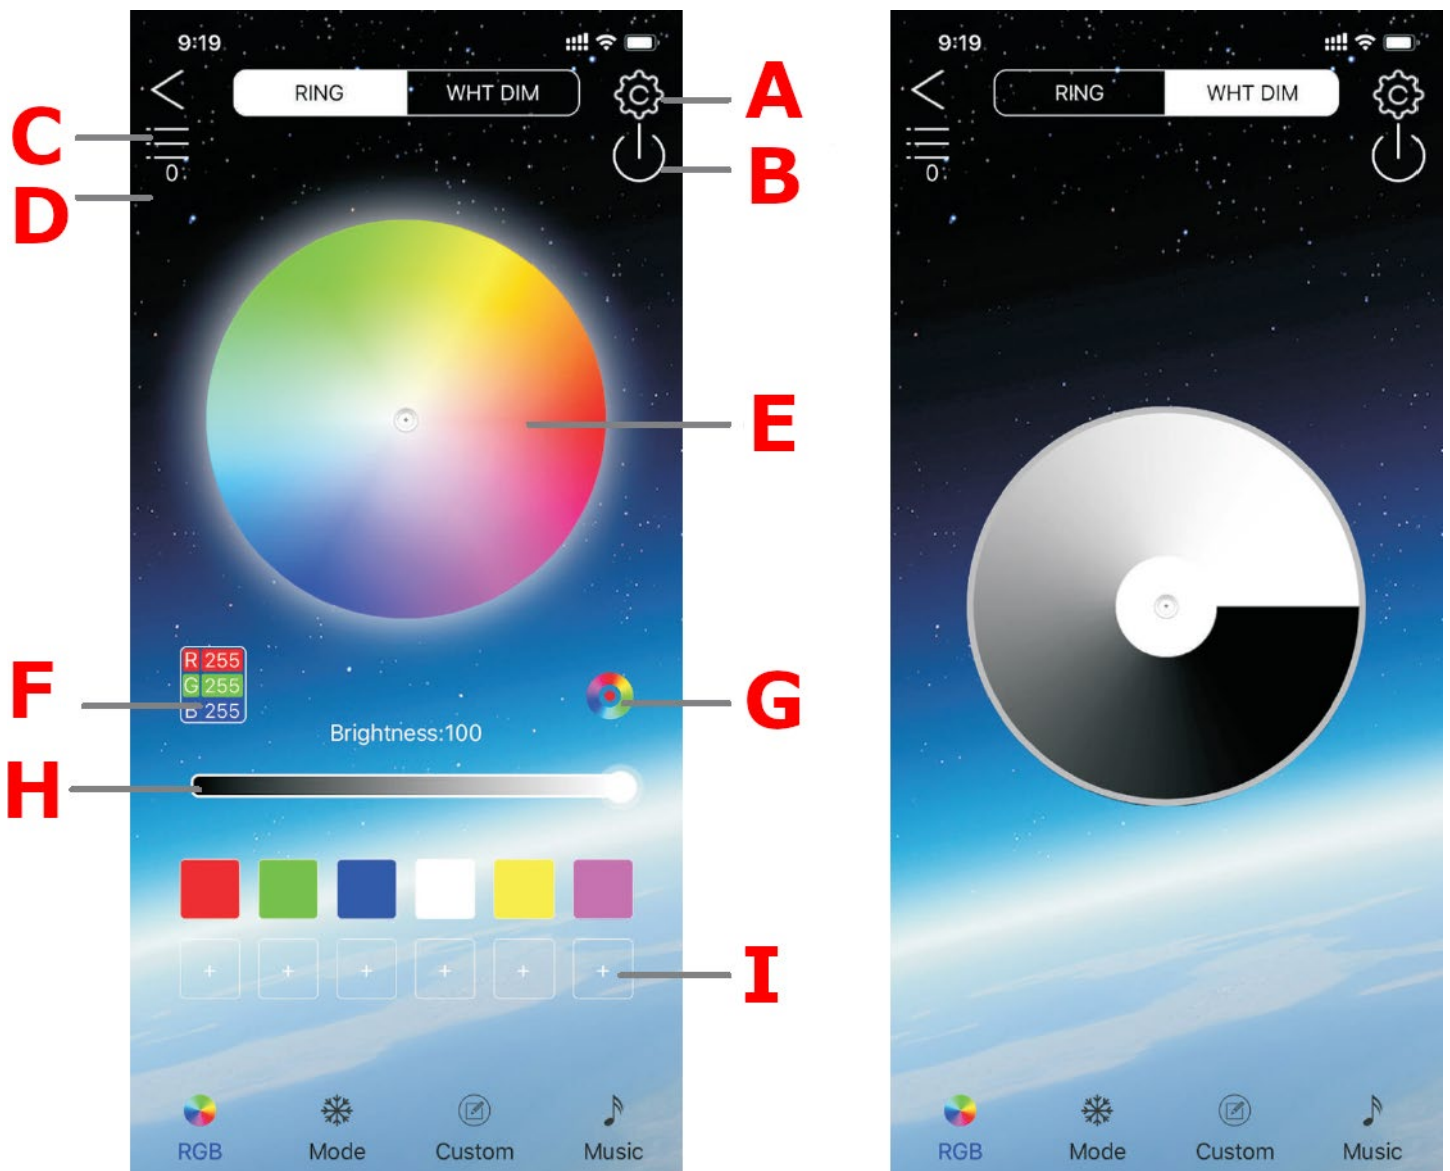 9:19
RING WHT DIM
A
C
0
B
D
E
R 255
G 255
B 255
F
G
Brightness:100
H
+ + + + + +
I
RGB Mode Custom Music
9:19
RING WHT DIM
0
RGB Mode Custom Music